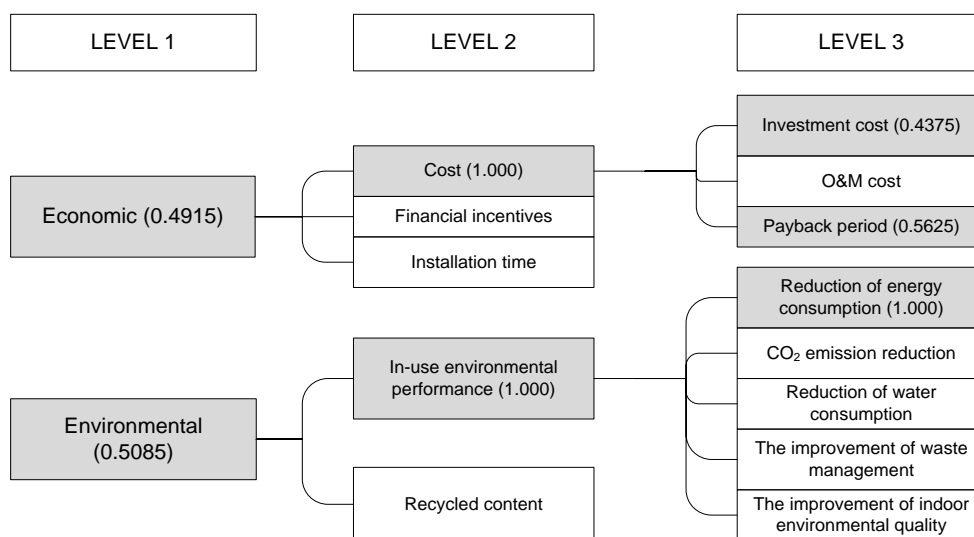 LEVEL 1
LEVEL 2
LEVEL 3
Economic (0.4915)
Cost (1.000)
Financial incentives
Installation time
Investment cost (0.4375)
O&M cost
Payback period (0.5625)
Environmental
(0.5085)
In-use environmental
performance (1.000)
Recycled content
Reduction of energy
consumption (1.000)
CO₂ emission reduction
Reduction of water
consumption
The improvement of waste
management
The improvement of indoor
environmental quality